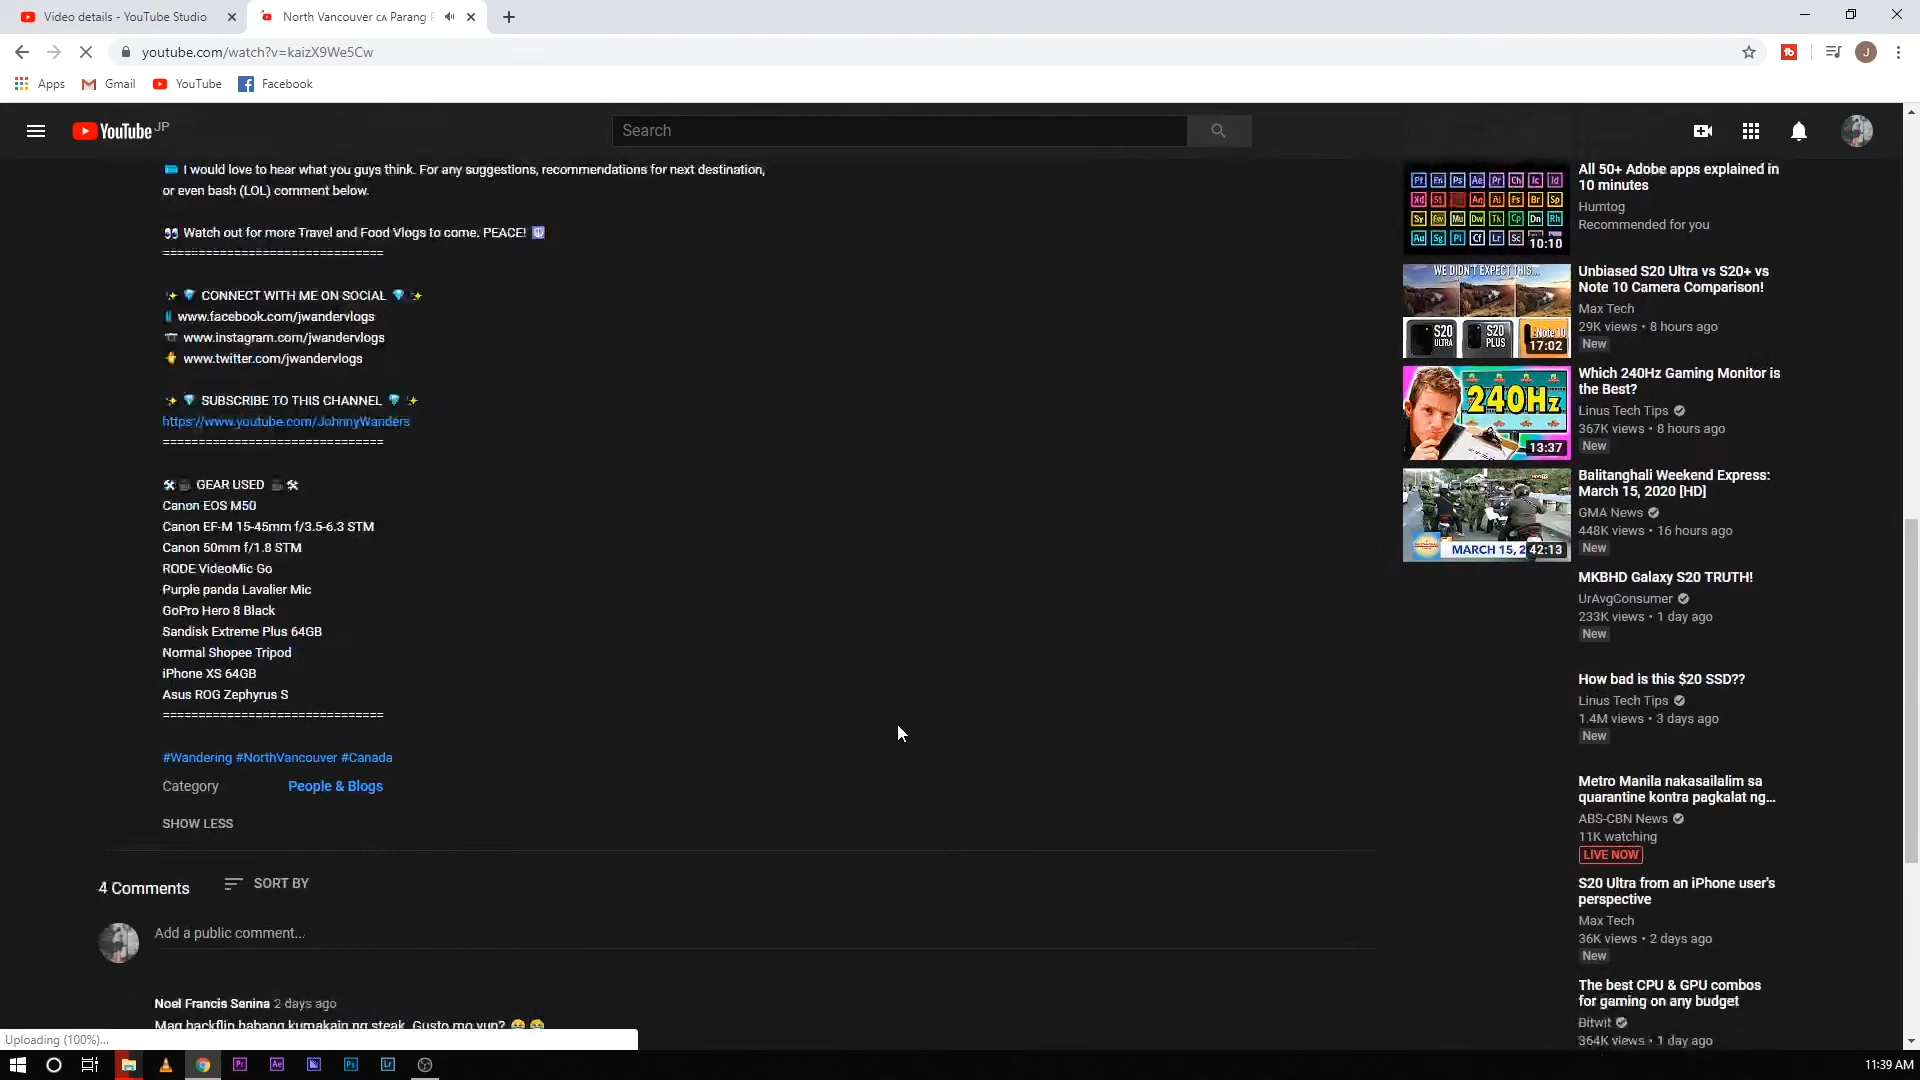 Video details - YouTube Studio
North Vancouver CA Parang P
youtube.com/watch?v=kaizX9We5Cw
Apps
Gmail
YouTube
Facebook
YouTube JP
Search
I would love to hear what you guys think. For any suggestions, recommendations for next destination,
or even bash (LOL) comment below.
Watch out for more Travel and Food Vlogs to come. PEACE!
===============================
CONNECT WITH ME ON SOCIAL
www.facebook.com/jwandervlogs
www.instagram.com/jwandervlogs
www.twitter.com/jwandervlogs
SUBSCRIBE TO THIS CHANNEL
https://www.youtube.com/JohnnyWanders
===============================
GEAR USED
Canon EOS M50
Canon EF-M 15-45mm f/3.5-6.3 STM
Canon 50mm f/1.8 STM
RODE VideoMic Go
Purple panda Lavalier Mic
GoPro Hero 8 Black
Sandisk Extreme Plus 64GB
Normal Shopee Tripod
iPhone XS 64GB
Asus ROG Zephyrus S
===============================
#Wandering #NorthVancouver #Canada
Category People & Blogs
SHOW LESS
4 Comments
SORT BY
Add a public comment...
Noel Francis Senina 2 days ago
Mag backflip habang kumakain ng steak. Gusto mo yun?
Uploading (100%)...
10:10
All 50+ Adobe apps explained in
10 minutes
Humtog
Recommended for you
WE DIDN'T EXPECT THIS...
S20
ULTRA
S20
PLUS
Note 10
17:02
Unbiased S20 Ultra vs S20+ vs
Note 10 Camera Comparison!
Max Tech
29K views • 8 hours ago
New
240Hz
13:37
Which 240Hz Gaming Monitor is
the Best?
Linus Tech Tips
367K views • 8 hours ago
New
MARCH 15, 2
42:13
Balitanghali Weekend Express:
March 15, 2020 [HD]
GMA News
448K views • 16 hours ago
New
MKBHD Galaxy S20 TRUTH!
UrAvgConsumer
233K views • 1 day ago
New
How bad is this $20 SSD??
Linus Tech Tips
1.4M views • 3 days ago
New
Metro Manila nakasailalim sa
quarantine kontra pagkalat ng...
ABS-CBN News
11K watching
LIVE NOW
S20 Ultra from an iPhone user's
perspective
Max Tech
36K views • 2 days ago
New
The best CPU & GPU combos
for gaming on any budget
Bitwit
364K views • 1 day ago
Pr
Ae
Ps
Lr
11:39 AM